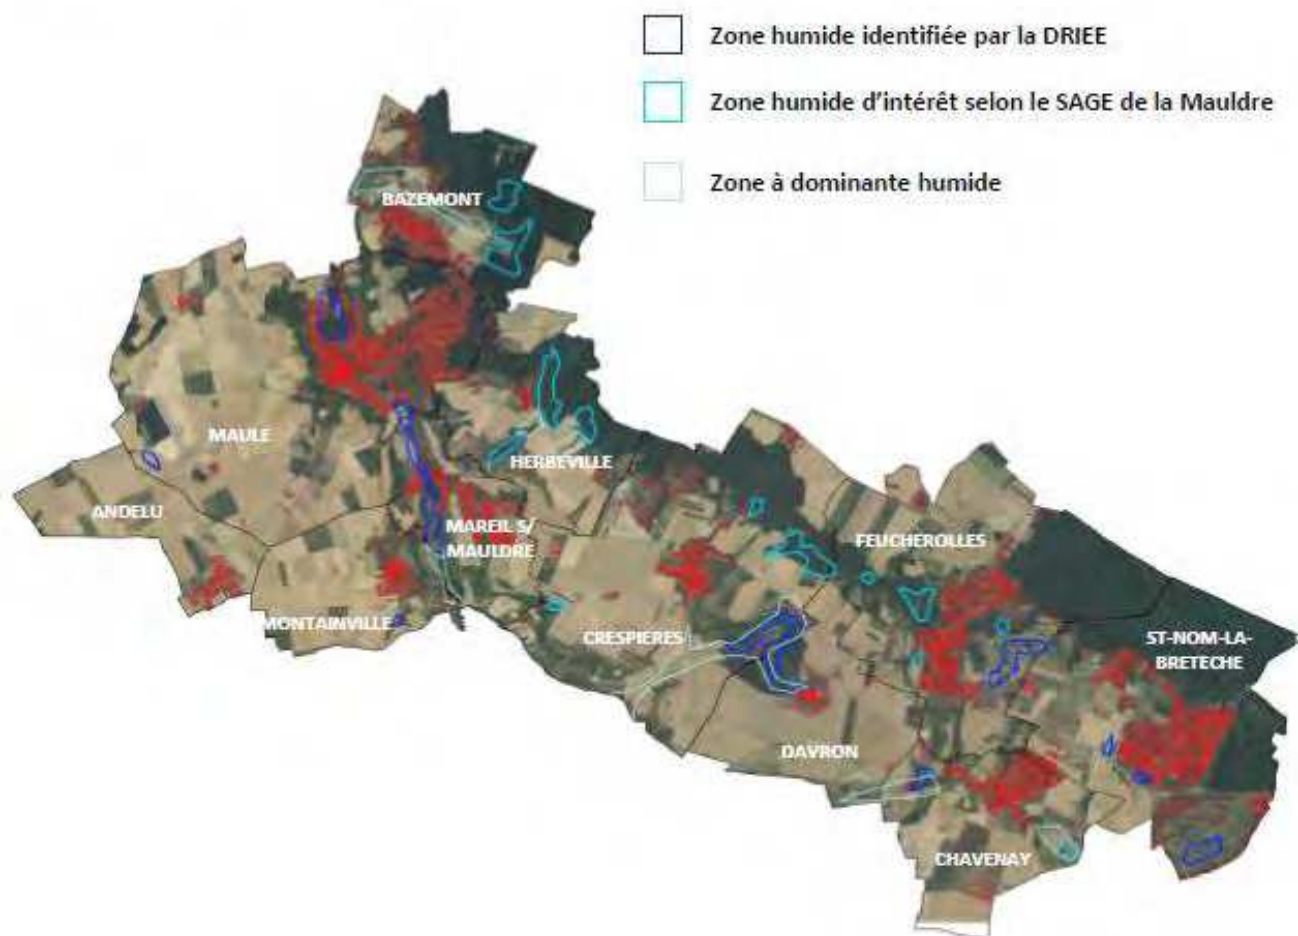 Zone humide identifiée par la DRIEE
Zone humide d'intérêt selon le SAGE de la Mauldre
Zone à dominante humide
BAZEMONT
MAULE
HERBEVILLE
ANDELU
MAREIL S/
MAULDRE
FEUCHEROLLES
MONTAINVILLE
CRESPIERES
ST-NOM-LA-
BRETECHE
DAVRON
CHAVENAY